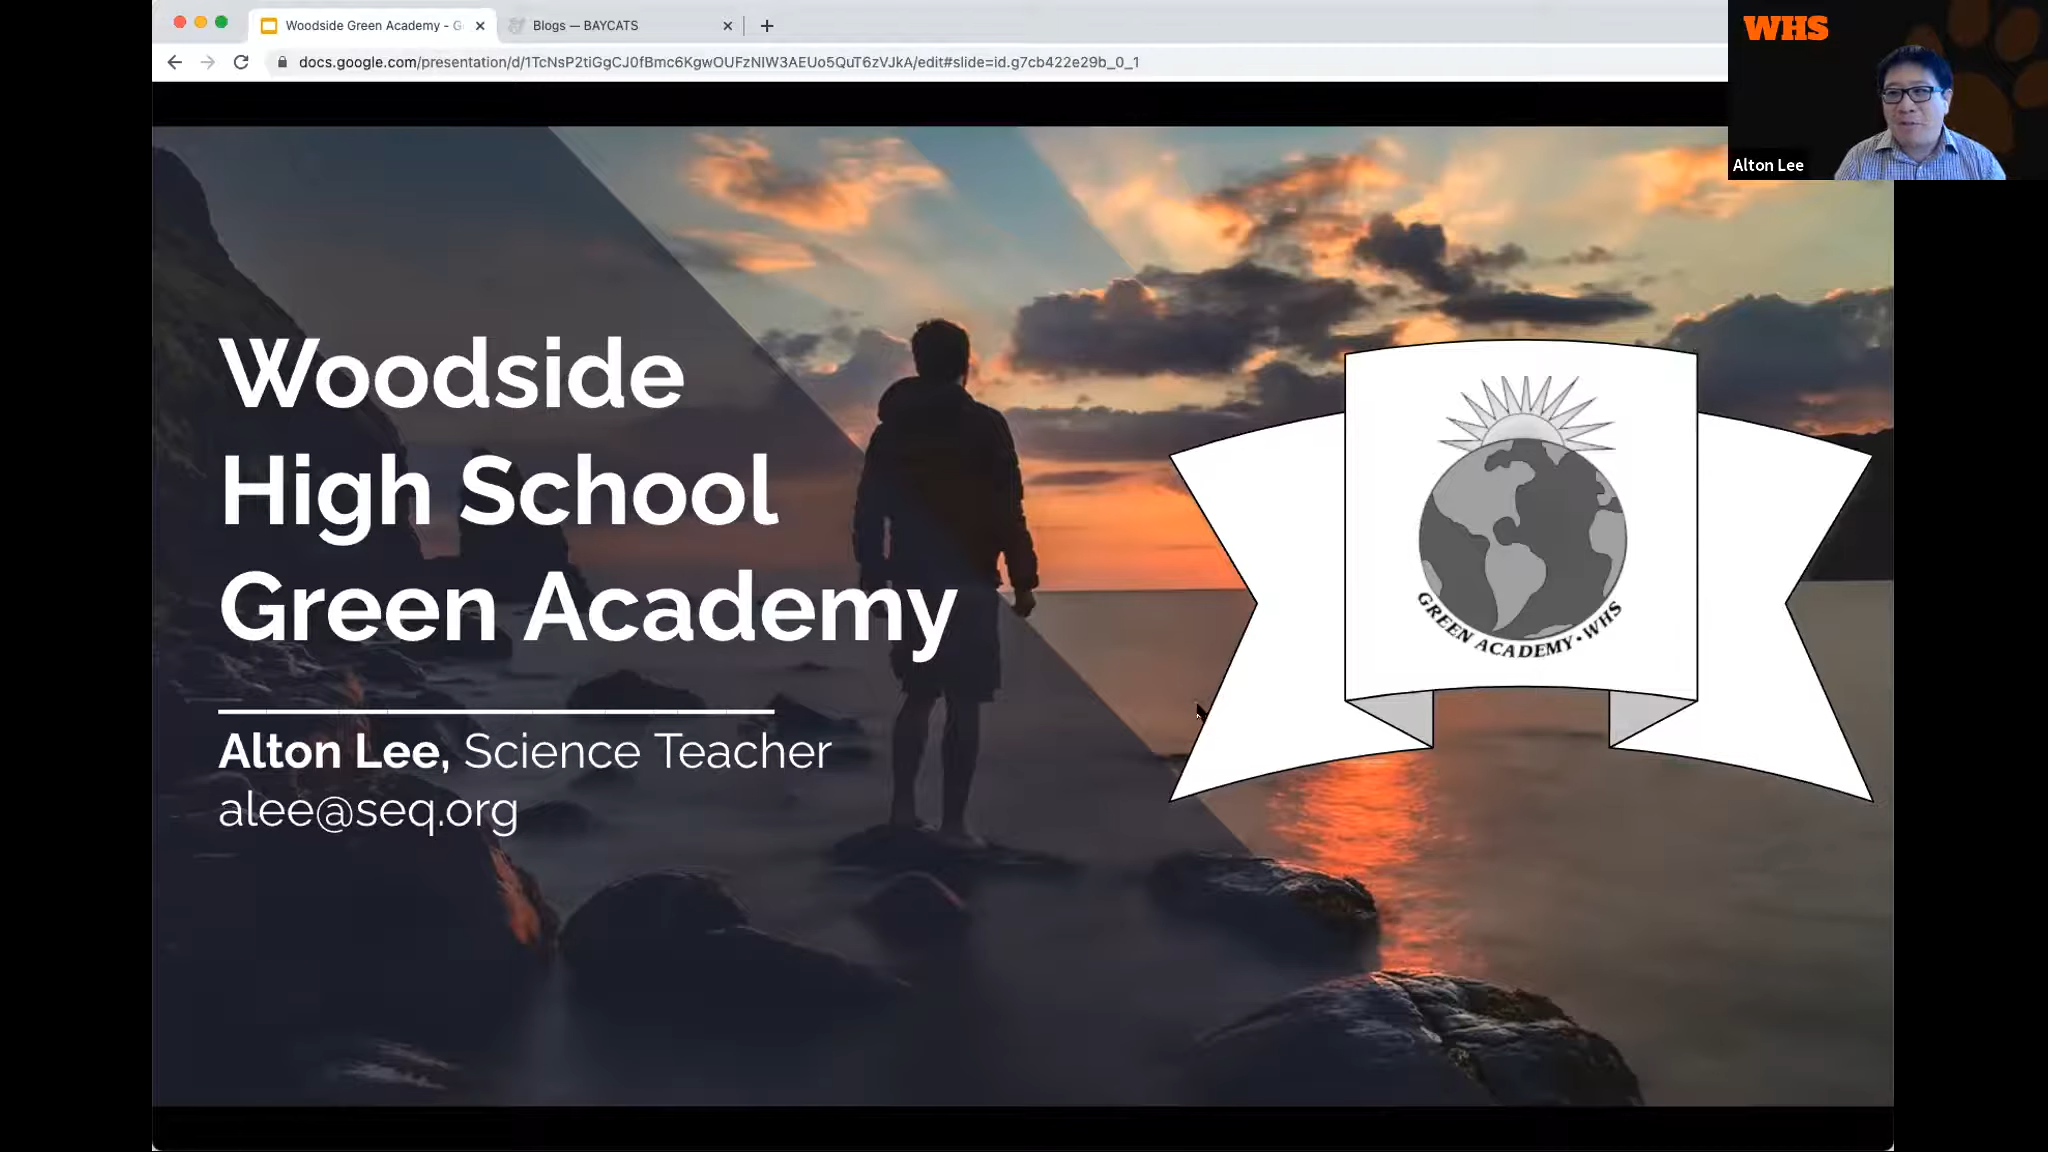 Woodside Green Academy - G
Blogs — BAYCATS
docs.google.com/presentation/d/1TcNsP2tiGgCJ0fBmc6KgwOUFzNIW3AEUo5QuT6zVJkA/edit#slide=id.g7cb422e29b_0_1
WHS
Alton Lee
Woodside
High School
Green Academy
Alton Lee, Science Teacher
alee@seq.org
GREEN ACADEMY • WHS